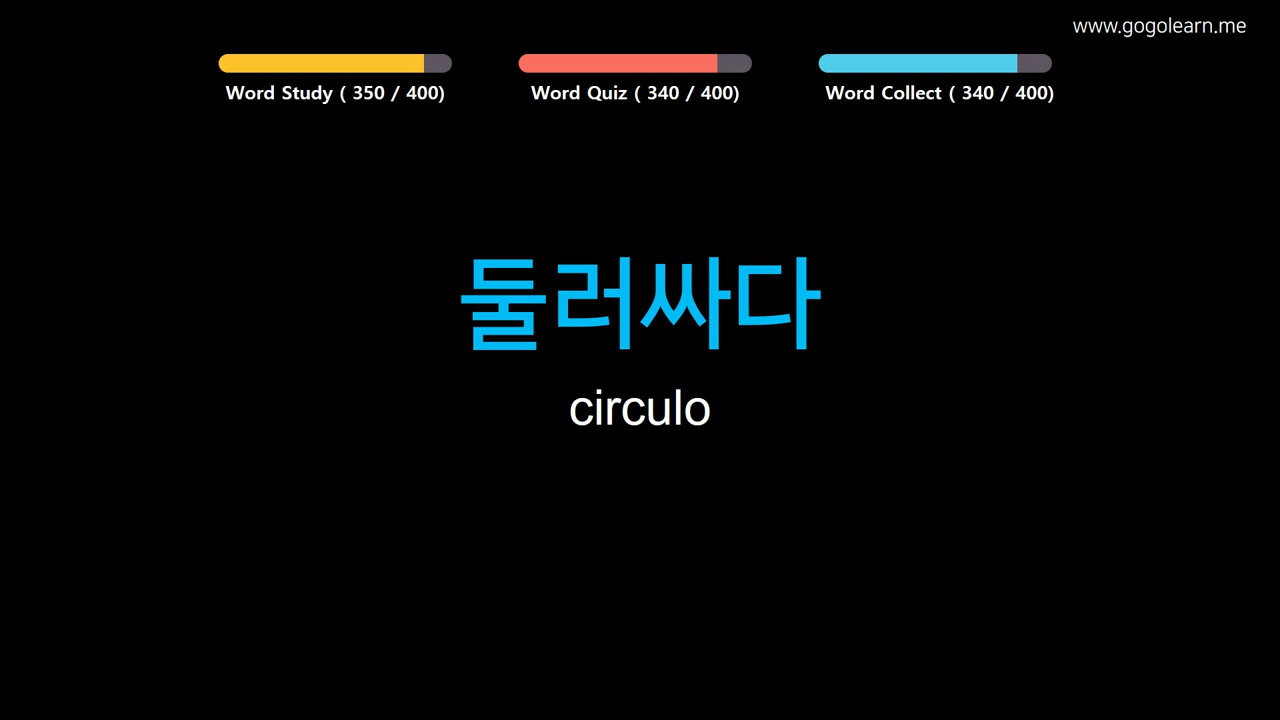 www.gogolearn.me
Word Study ( 350 / 400)
Word Quiz ( 340 / 400)
Word Collect ( 340 / 400)
둘러싸다
circulo